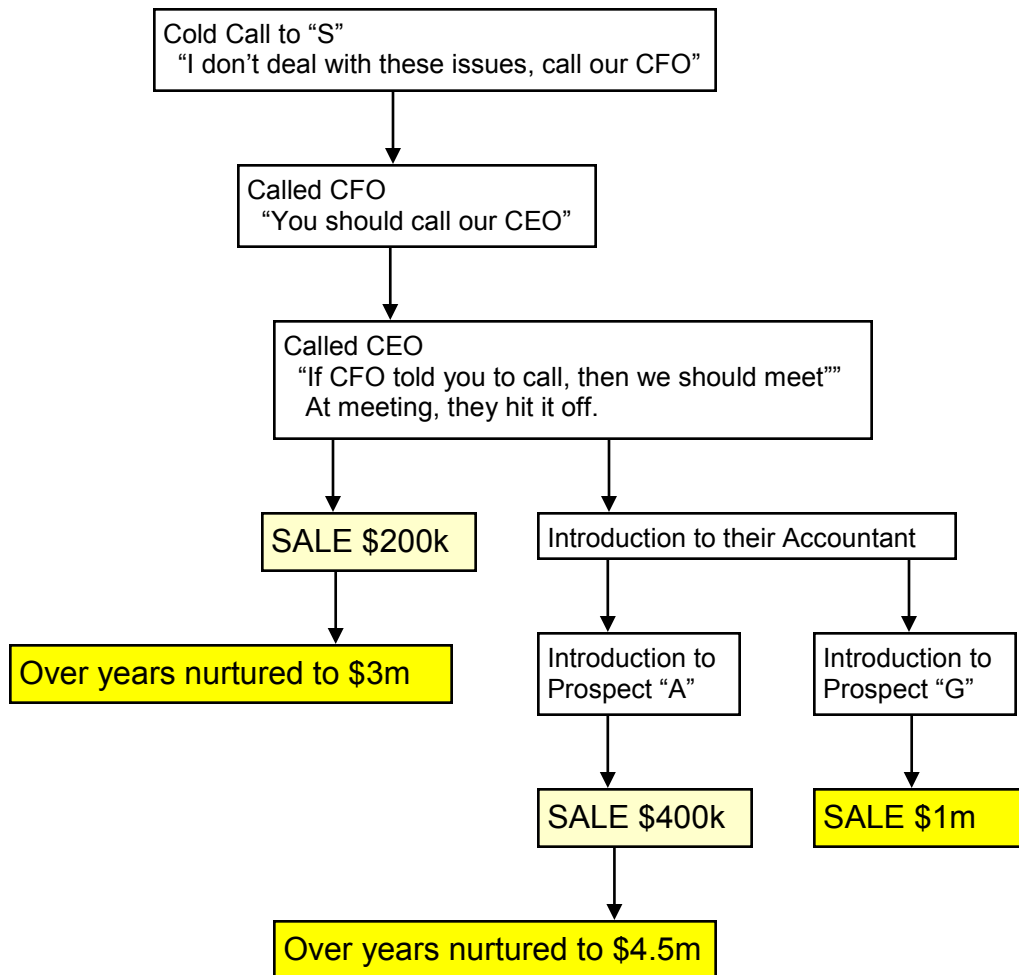 Cold Call to “S”
“I don’t deal with these issues, call our CFO”
Called CFO
“You should call our CEO”
Called CEO
“If CFO told you to call, then we should meet””
At meeting, they hit it off.
SALE $200k
Introduction to their Accountant
Over years nurtured to $3m
Introduction to
Prospect “A”
Introduction to
Prospect “G”
SALE $400k
SALE $1m
Over years nurtured to $4.5m